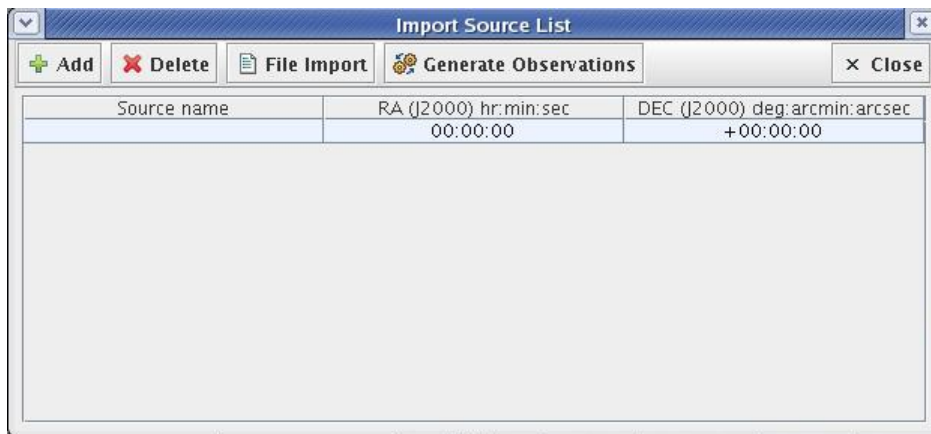 Import Source List
Add Delete File Import Generate Observations × Close
Source name RA (J2000) hr:min:sec DEC (J2000) deg:arcmin:arcsec
00:00:00 +00:00:00